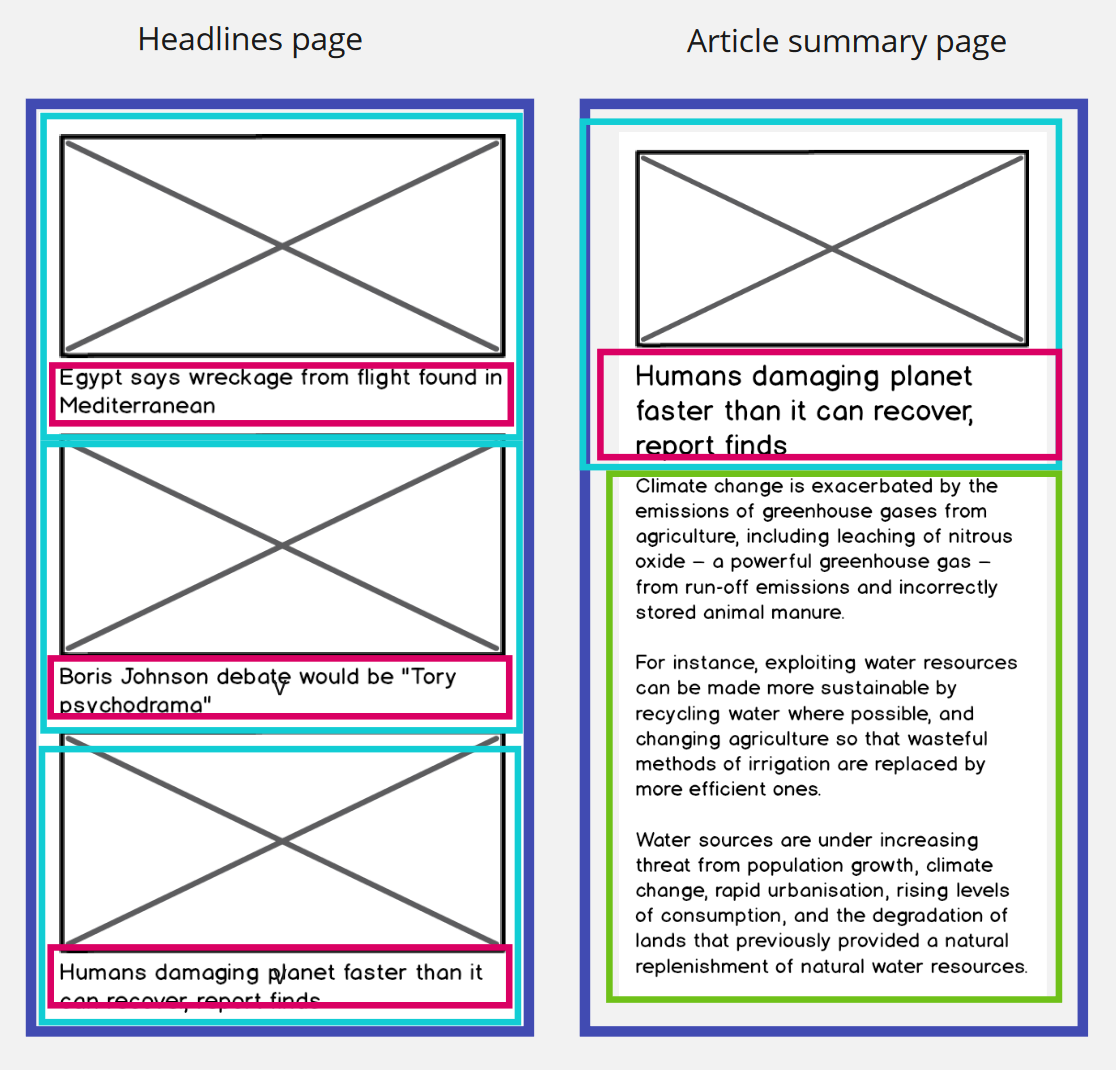 Headlines page
Egypt says wreckage from flight found in
Mediterranean
Boris Johnson debate would be "Tory
psychodrama"
Humans damaging planet faster than it
can recover, report finds
Article summary page
Humans damaging planet
faster than it can recover,
report finds
Climate change is exacerbated by the
emissions of greenhouse gases from
agriculture, including leaching of nitrous
oxide – a powerful greenhouse gas –
from run-off emissions and incorrectly
stored animal manure.
For instance, exploiting water resources
can be made more sustainable by
recycling water where possible, and
changing agriculture so that wasteful
methods of irrigation are replaced by
more efficient ones.
Water sources are under increasing
threat from population growth, climate
change, rapid urbanisation, rising levels
of consumption, and the degradation of
lands that previously provided a natural
replenishment of natural water resources.